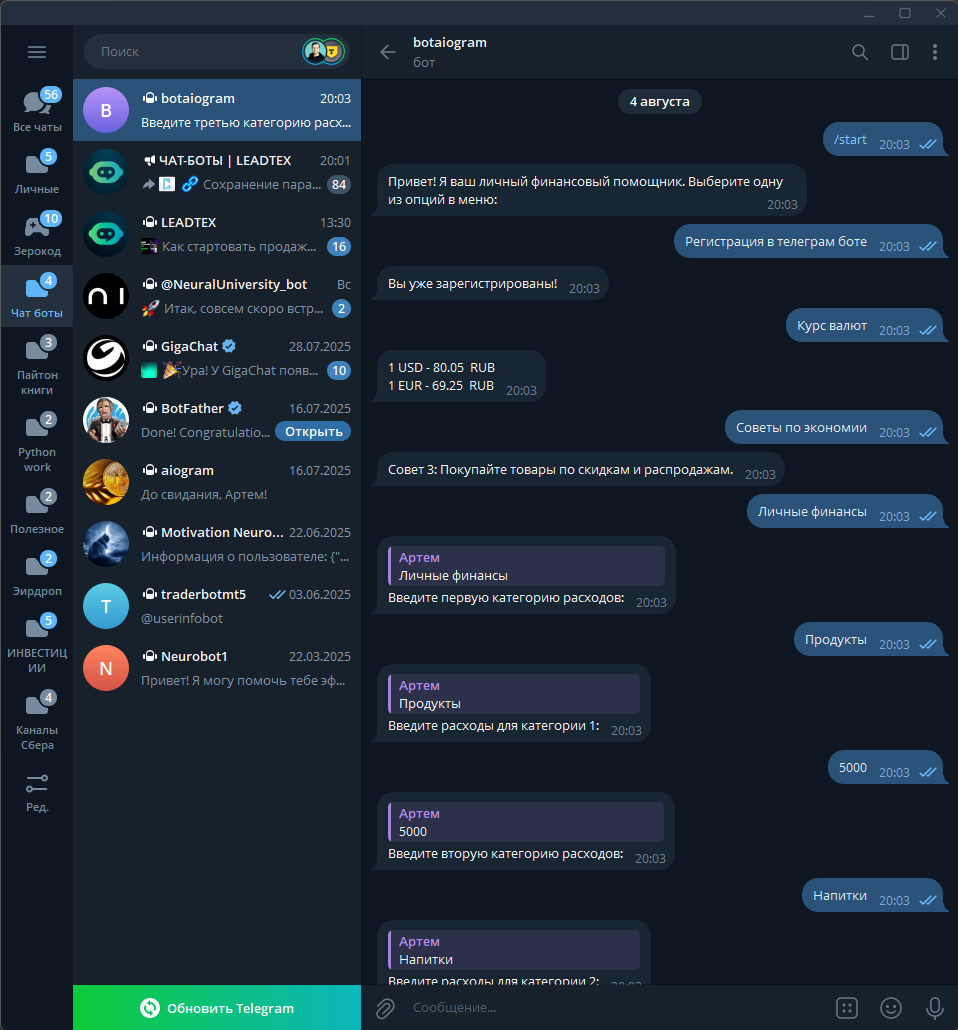 56
Все чаты
5
Личные
10
Зерокод
4
Чат боты
3
Пайтон
книги
2
Python
work
2
Полезное
2
Эирдроп
5
ИНВЕСТИЦ
ИИ
4
Каналы
Сбера
Ред.
Поиск
B
botaiogram 20:03
Введите третью категорию расх...
ЧАТ-БОТЫ | LEADTEX 20:01
Сохранение пара... 84
LEADTEX 13:30
Как стартовать продаж... 16
@NeuralUniversity_bot Вс
Итак, совсем скоро встр... 2
GigaChat 28.07.2025
Ура! У GigaChat появ... 10
BotFather 16.07.2025
Done! Congratulatio... Открыть
aiogram 16.07.2025
До свидания, Артем!
Motivation Neuro... 22.06.2025
Информация о пользователе: {"...
T
traderbotmt5 03.06.2025
@userinfobot
N
Neurobot1 22.03.2025
Привет! Я могу помочь тебе эф...
Обновить Telegram
botaiogram
бот
4 августа
/start 20:03
Привет! Я ваш личный финансовый помощник. Выберите одну
из опций в меню: 20:03
Регистрация в телеграм боте 20:03
Вы уже зарегистрированы! 20:03
Курс валют 20:03
1 USD - 80.05 RUB
1 EUR - 69.25 RUB 20:03
Советы по экономии 20:03
Совет 3: Покупайте товары по скидкам и распродажам. 20:03
Личные финансы 20:03
Артем
Личные финансы
Введите первую категорию расходов: 20:03
Продукты 20:03
Артем
Продукты
Введите расходы для категории 1: 20:03
5000 20:03
Артем
5000
Введите вторую категорию расходов: 20:03
Напитки 20:03
Артем
Напитки
Введите расходы для категории 2: 20:03
Сообщение...